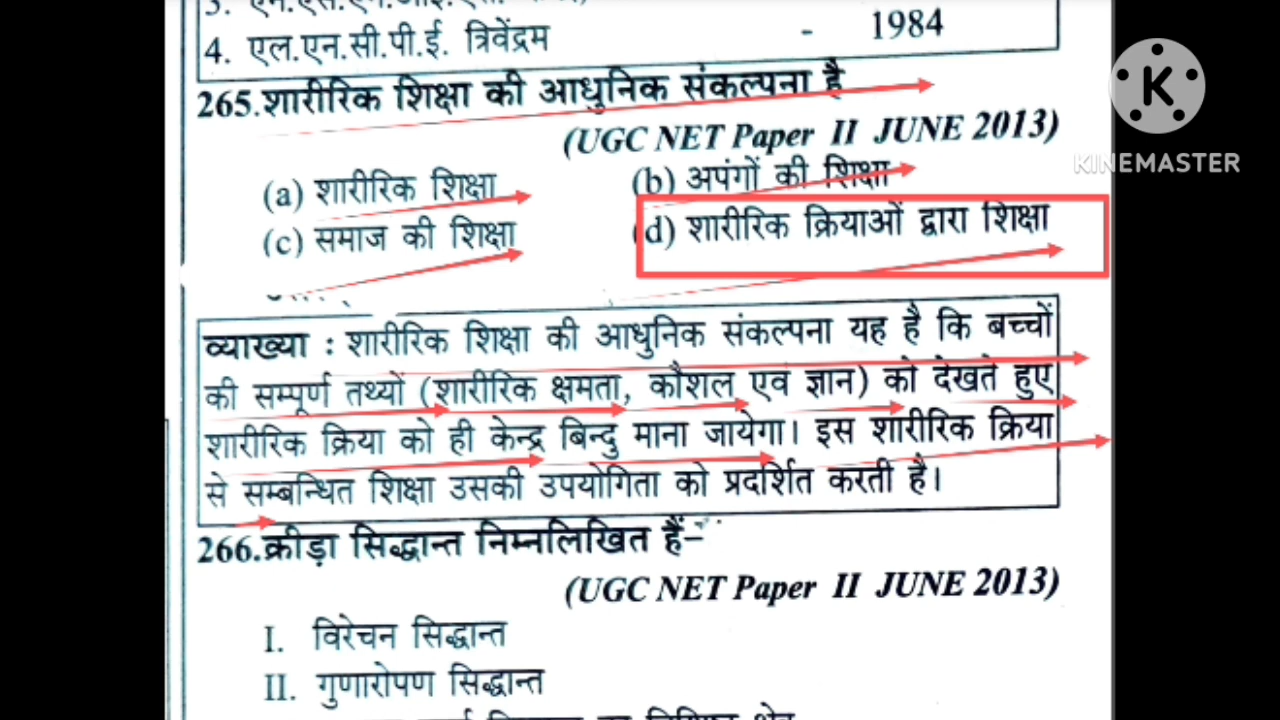 4. एल.एन.सी.पी.ई. त्रिवेंद्रम - 1984
265.शारीरिक शिक्षा की आधुनिक संकल्पना है
(UGC NET Paper II JUNE 2013)
(a) शारीरिक शिक्षा (b) अपंगों की शिक्षा
(c) समाज की शिक्षा (d) शारीरिक क्रियाओं द्वारा शिक्षा
व्याख्या : शारीरिक शिक्षा की आधुनिक संकल्पना यह है कि बच्चों
की सम्पूर्ण तथ्यों (शारीरिक क्षमता, कौशल एवं ज्ञान) को देखते हुए
शारीरिक क्रिया को ही केन्द्र बिन्दु माना जायेगा। इस शारीरिक क्रिया
से सम्बन्धित शिक्षा उसकी उपयोगिता को प्रदर्शित करती है।
266.क्रीड़ा सिद्धान्त निम्नलिखित हैं–
(UGC NET Paper II JUNE 2013)
I. विरेचन सिद्धान्त
II. गुणारोपण सिद्धान्त
K
KINEMASTER